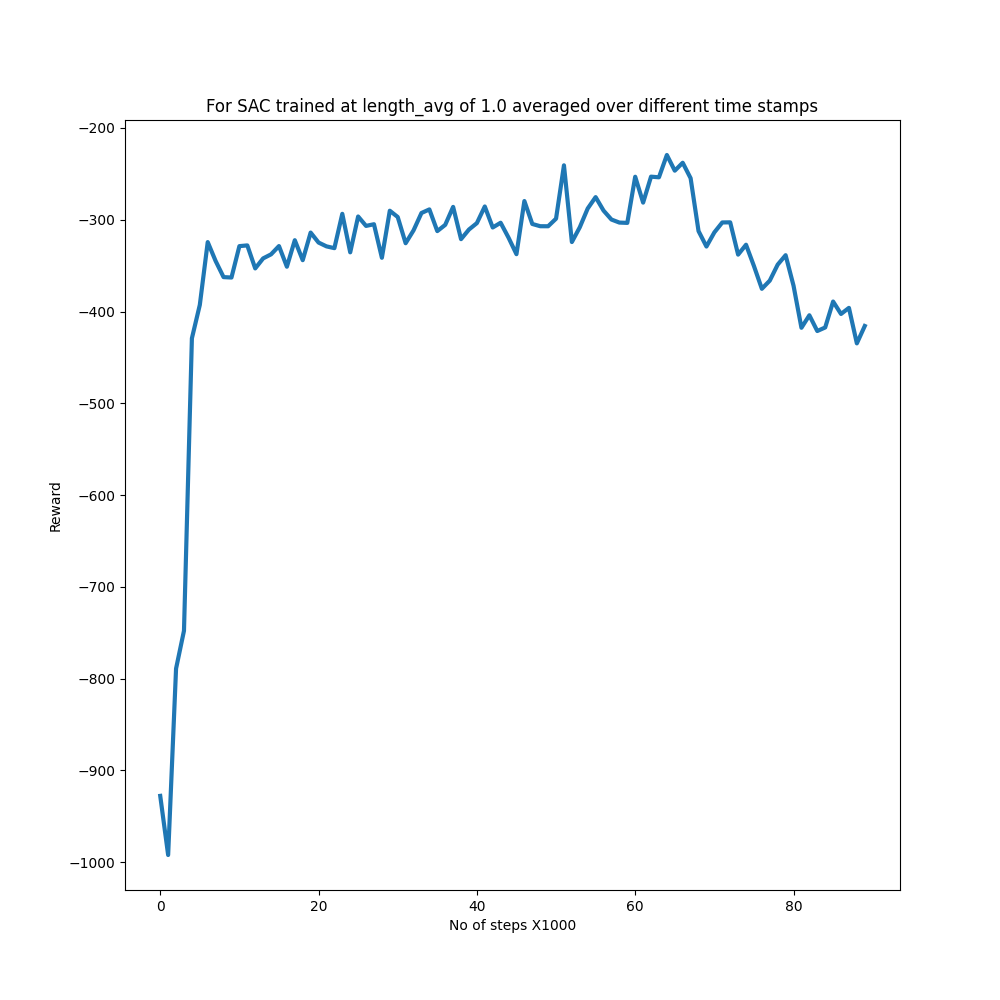 For SAC trained at length_avg of 1.0 averaged over different time stamps
−200
−300
−400
−500
−600
−700
−800
−900
−1000
Reward
0 20 40 60 80
No of steps X1000